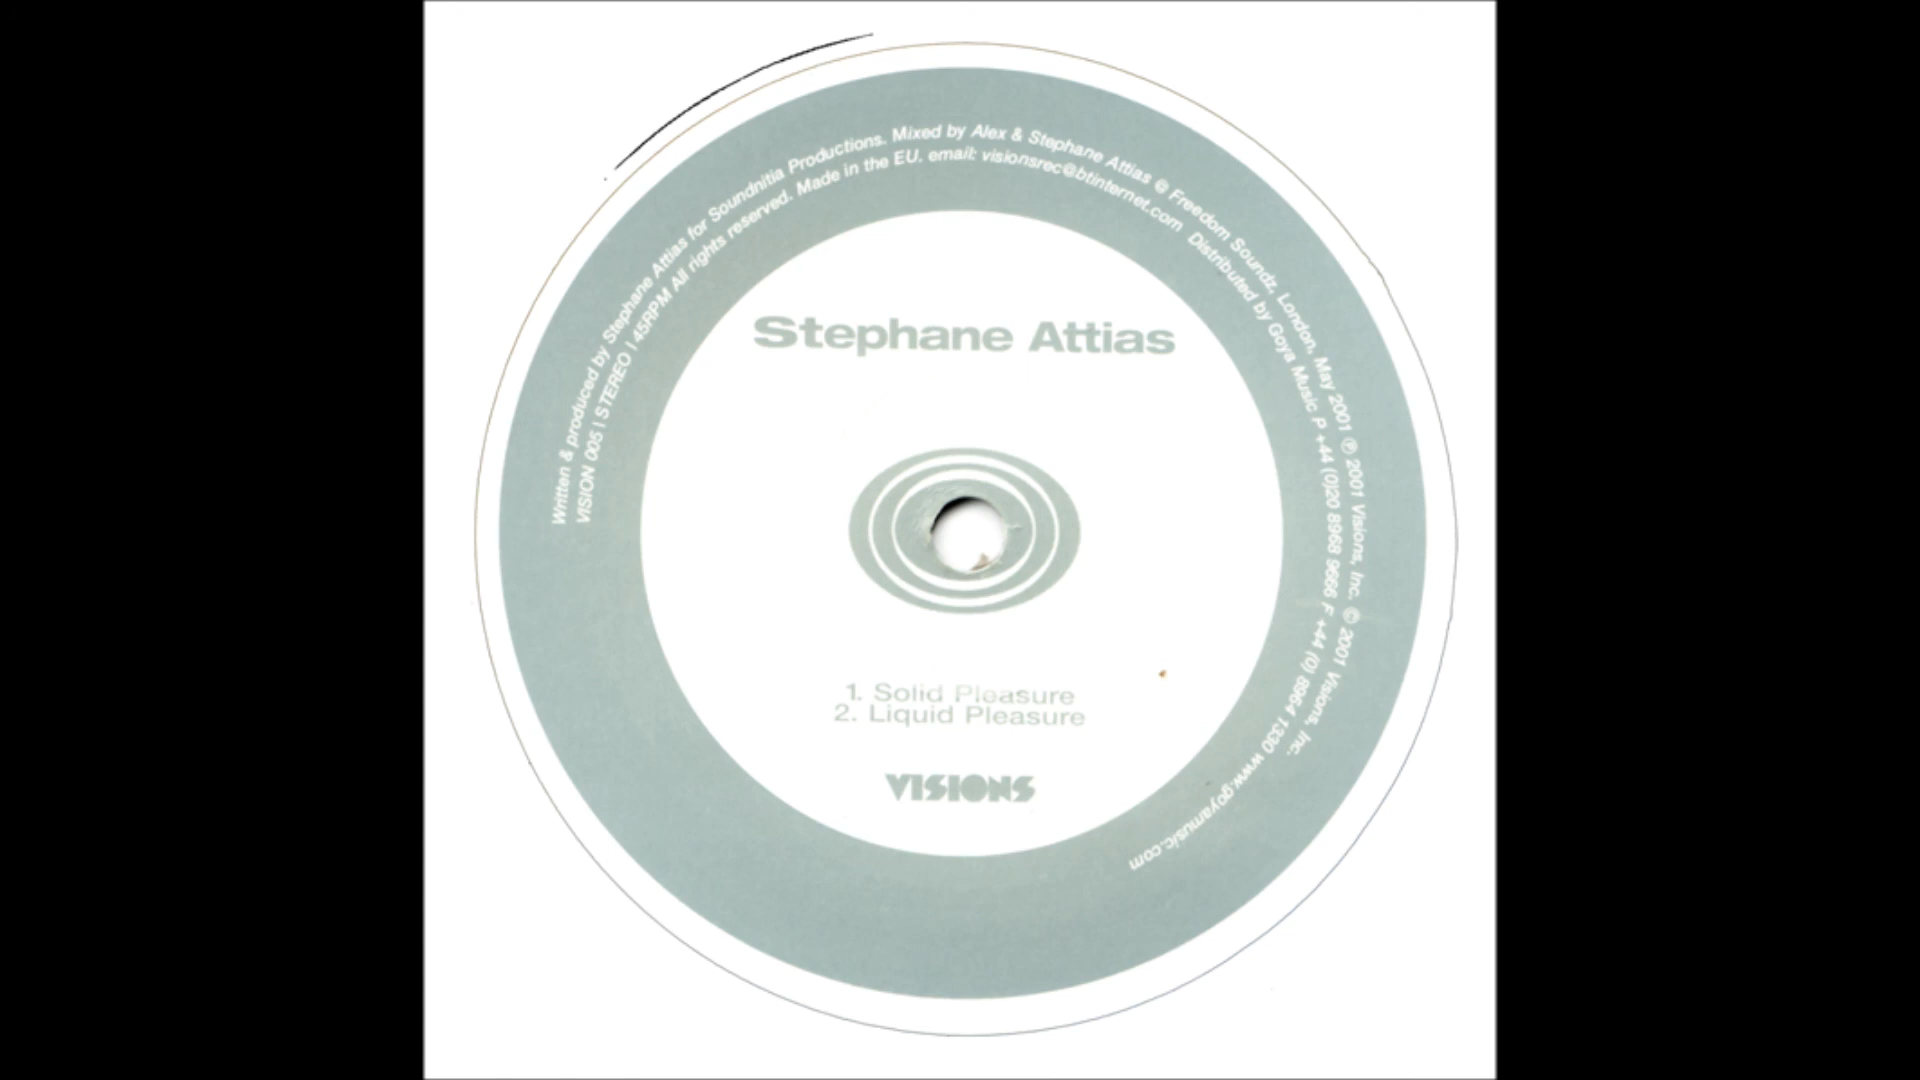 Written & produced by Stephane Attias for Soundnitia Productions. Mixed by Alex & Stephane Attias @ Freedom Soundz, London, May 2001 ℗ 2001 Visions, Inc. © 2001 Visions, Inc.
VISION 005 | STEREO | 45RPM All rights reserved. Made in the EU. email: visionsrec@btinternet.com Distributed by Goya Music P +44 (0)20 8968 9666 F +44 (0) 8964 1330 www.goyamusic.com
Stephane Attias
1. Solid Pleasure
2. Liquid Pleasure
VISIONS